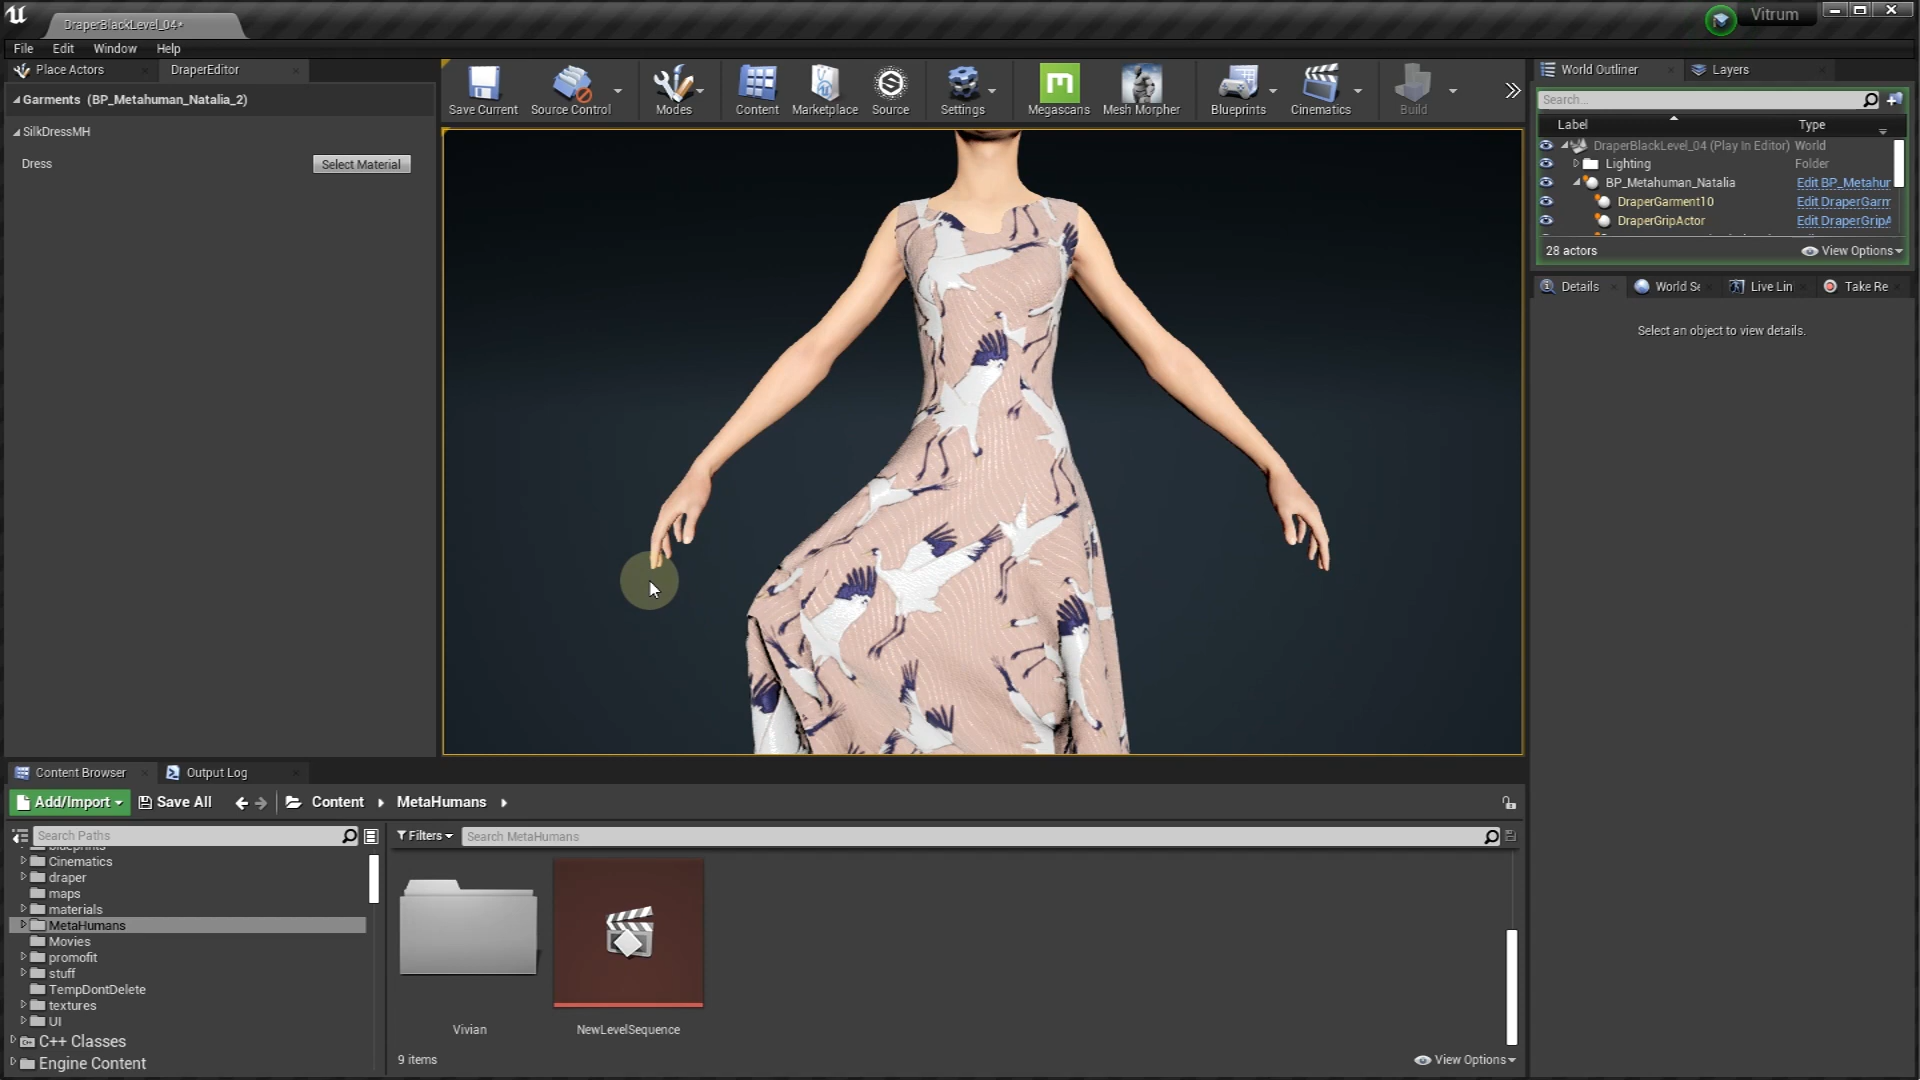 DraperBlackLevel_04*
Vitrum
File Edit Window Help
Place Actors
DraperEditor
Garments (BP_Metahuman_Natalia_2)
SilkDressMH
Dress
Select Material
Save Current
Source Control
Modes
Content
Marketplace
Source
Settings
Megascans
Mesh Morpher
Blueprints
Cinematics
Build
World Outliner
Layers
Search...
Label
Type
DraperBlackLevel_04 (Play In Editor) World
Lighting Folder
BP_Metahuman_Natalia Edit BP_Metahur
DraperGarment10 Edit DraperGarm
DraperGripActor Edit DraperGripA
28 actors
View Options
Details
World Se
Live Lin
Take Re
Select an object to view details.
Content Browser
Output Log
Add/Import
Save All
Content
MetaHumans
Search Paths
Filters
Search MetaHumans
blueprints
Cinematics
draper
maps
materials
MetaHumans
Movies
promofit
stuff
TempDontDelete
textures
UI
C++ Classes
Engine Content
Vivian
NewLevelSequence
9 items
View Options